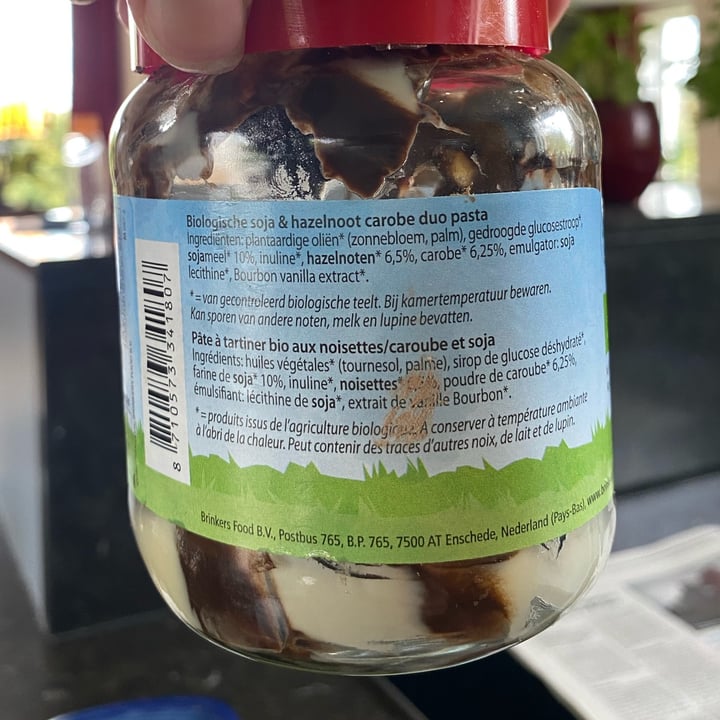 Biologische soja & hazelnoot carobe duo pasta
Ingrediënten: plantaardige oliën* (zonnebloem, palm), gedroogde glucosestroop*,
sojameel* 10%, inuline*, hazelnoten* 6,5%, carobe* 6,25%, emulgator: soja
lecithine*, Bourbon vanilla extract*.
* = van gecontroleerd biologische teelt. Bij kamertemperatuur bewaren.
Kan sporen van andere noten, melk en lupine bevatten.
Pâte à tartiner bio aux noisettes/caroube et soja
Ingrédients: huiles végétales* (tournesol, palme), sirop de glucose déshydraté*,
farine de soja* 10%, inuline*, noisettes* poudre de caroube* 6,25%,
émulsifiant: lécithine de soja*, extrait de vanille Bourbon*.
* = produits issus de l'agriculture biologique. A conserver à température ambiante
à l'abri de la chaleur. Peut contenir des traces d'autres noix, de lait et de lupin.
8 710573 341807
Brinkers Food B.V., Postbus 765, B.P. 765, 7500 AT Enschede, Nederland (Pays-Bas),